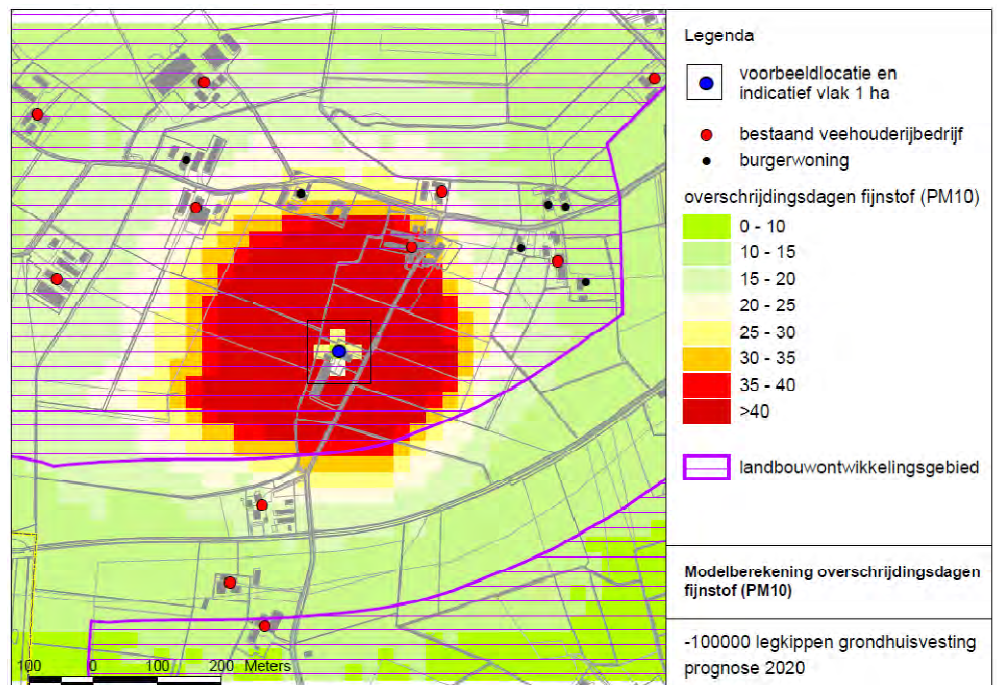 Legenda
voorbeeldlocatie en
indicatief vlak 1 ha
bestaand veehouderijbedrijf
burgerwoning
overschrijdingsdagen fijnstof (PM10)
0 - 10
10 - 15
15 - 20
20 - 25
25 - 30
30 - 35
35 - 40
>40
landbouwontwikkelingsgebied
Modelberekening overschrijdingsdagen
fijnstof (PM10)
-100000 legkippen grondhuisvesting
prognose 2020
100 0 100 200 Meters